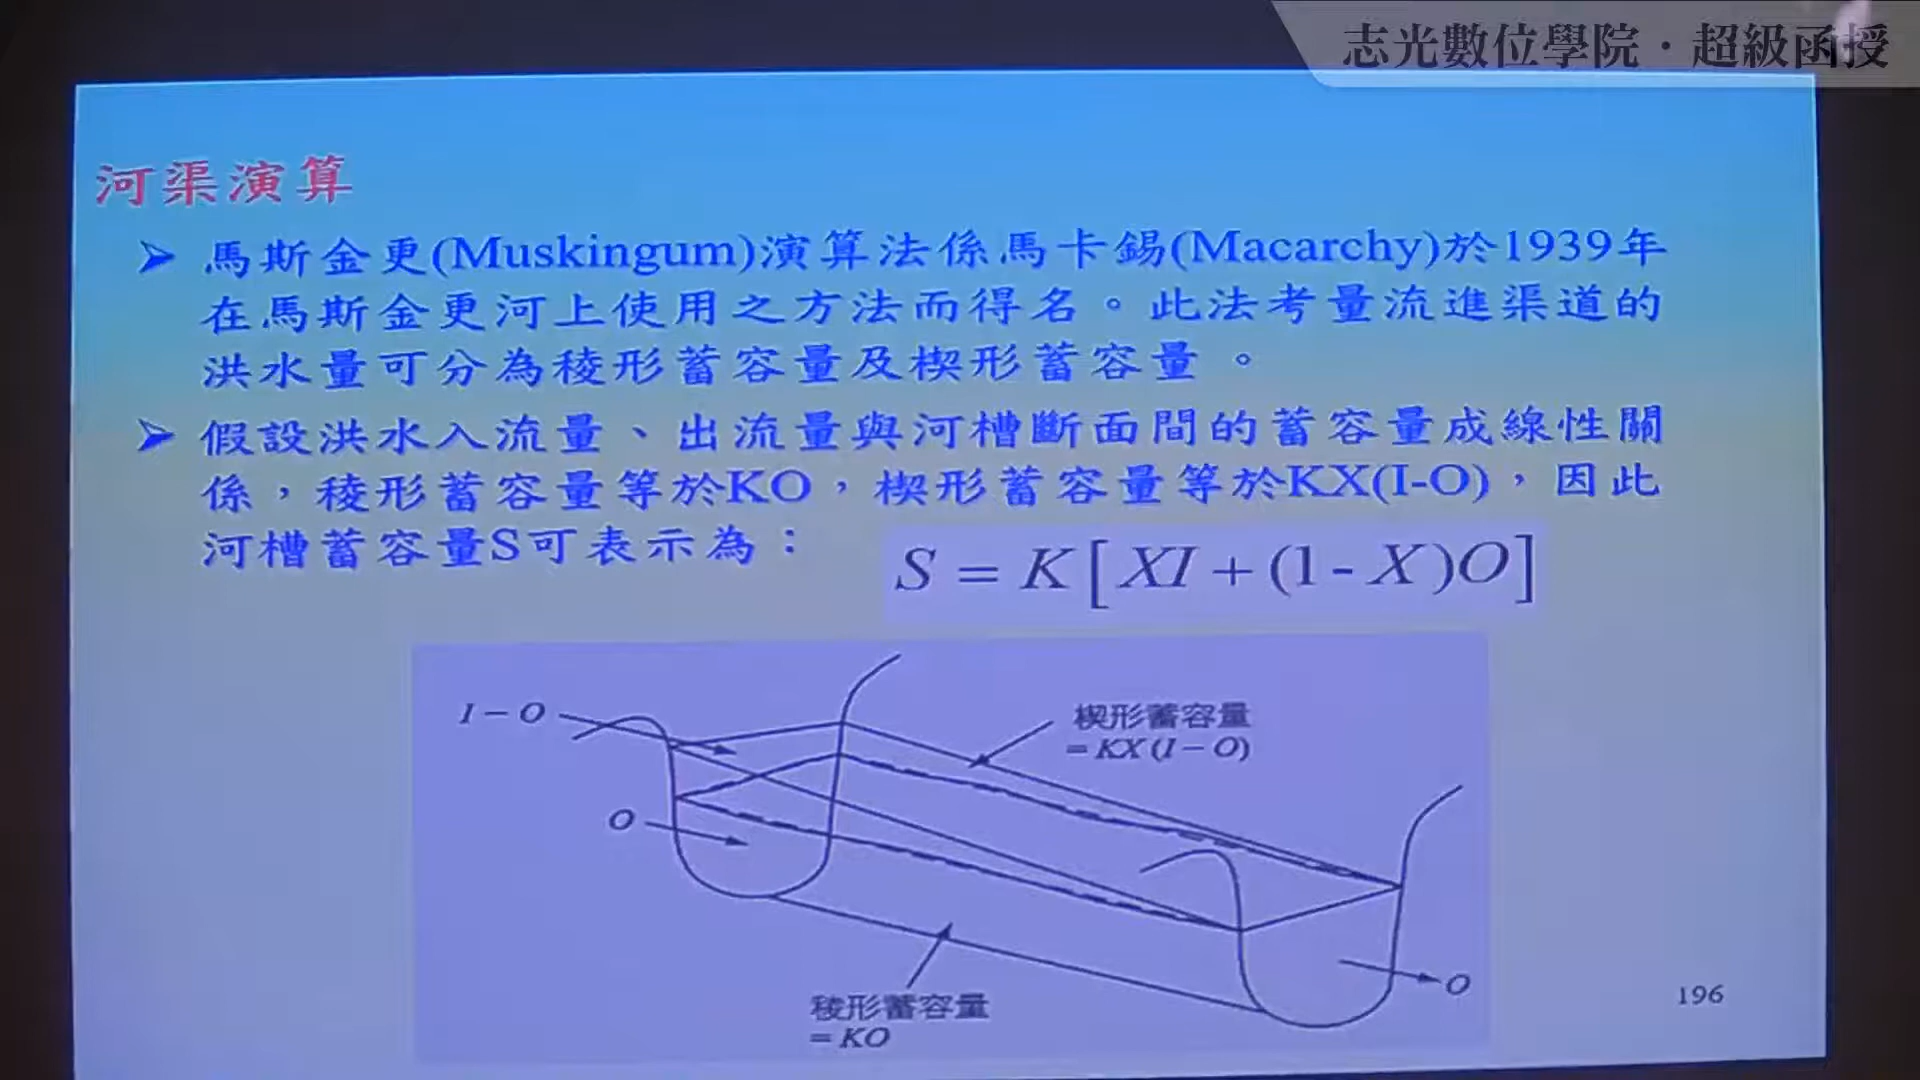 志光數位學院·超級函授
河渠演算
➢ 馬斯金更(Muskingum)演算法係馬卡錫(Macarchy)於1939年
在馬斯金更河上使用之方法而得名。此法考量流進渠道的
洪水量可分為稜形蓄容量及楔形蓄容量。
➢ 假設洪水入流量、出流量與河槽斷面間的蓄容量成線性關
係，稜形蓄容量等於KO，楔形蓄容量等於KX(I-O)，因此
河槽蓄容量S可表示為：
S = K[XI+(1-X)O]
I－O
楔形蓄容量
=KX(I－O)
O
O
稜形蓄容量
=KO
196